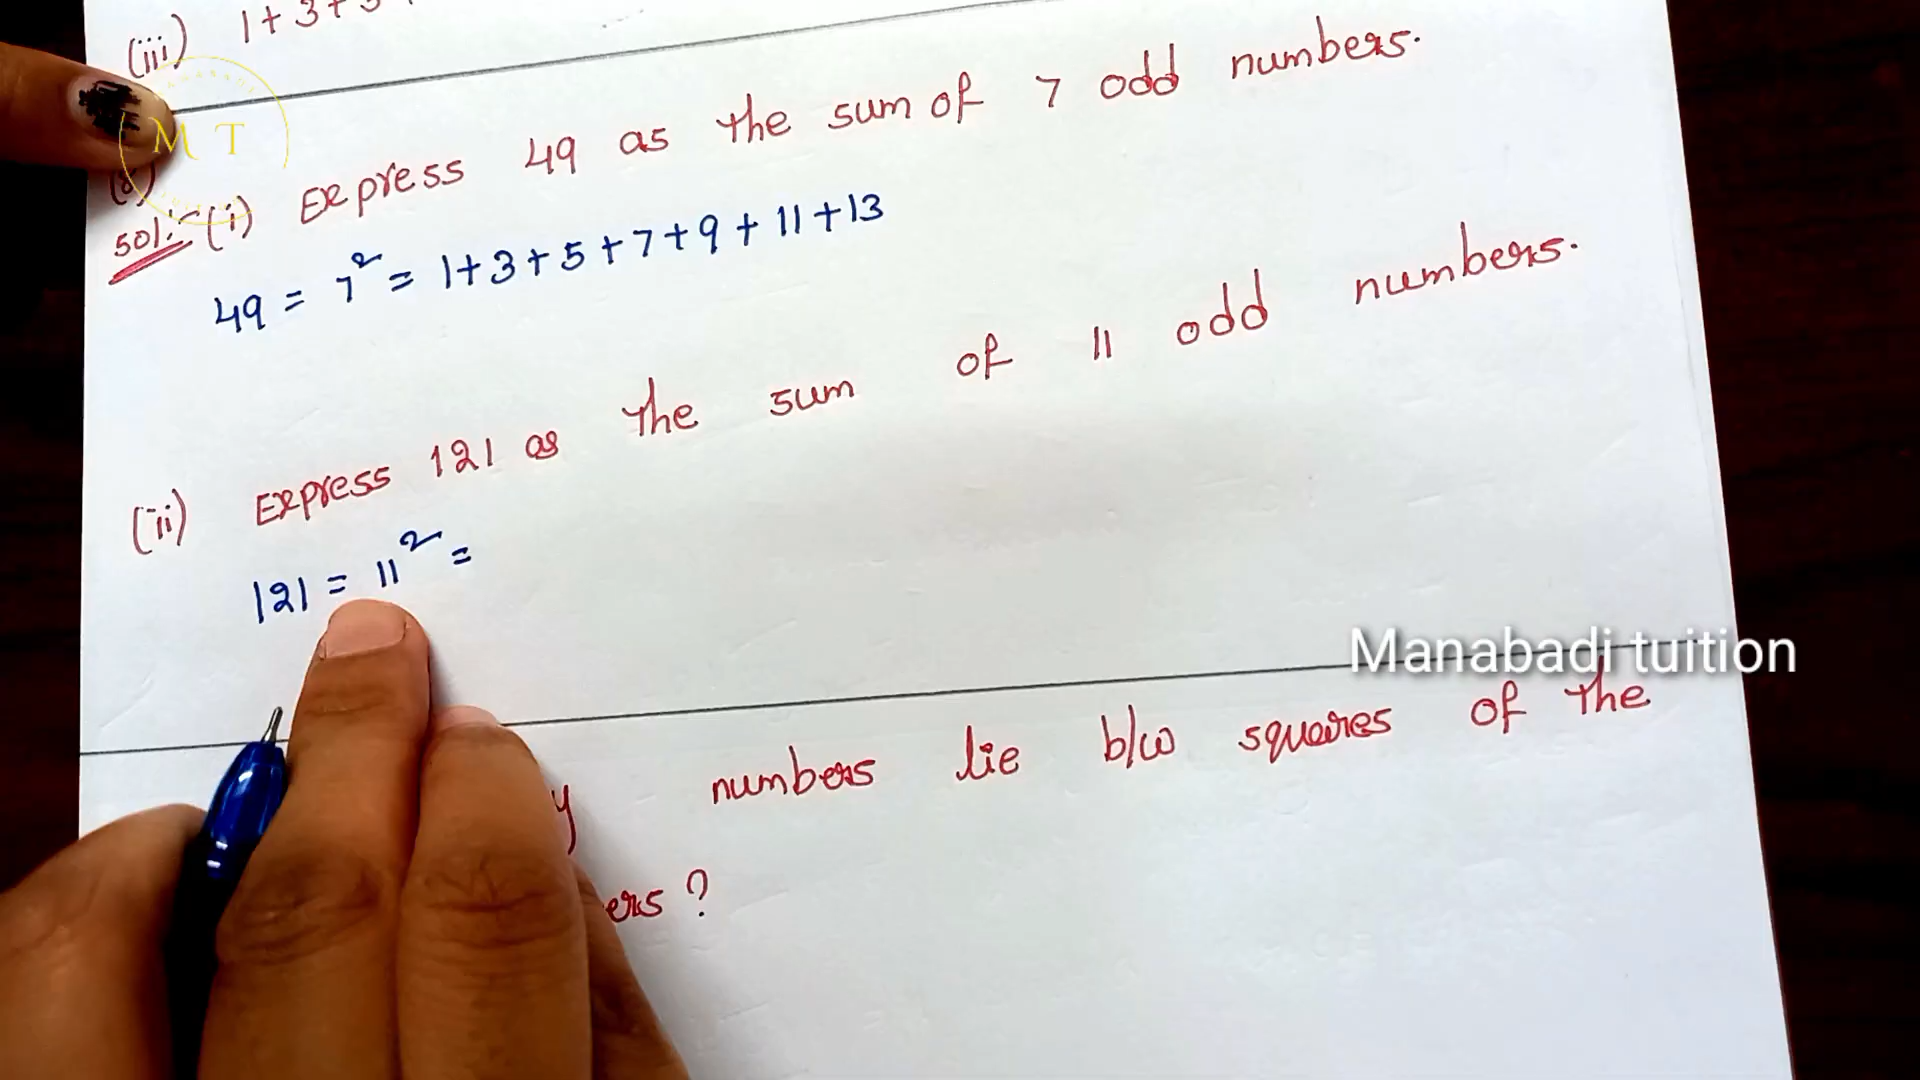 (iii) 1+3+5
M T
(i) Express 49 as the sum of 7 odd numbers.
Sol:-
49 = 7² = 1+3+5+7+9+11+13
(ii) Express 121 as the sum of 11 odd numbers.
121 = 11² =
Manabadi tuition
numbers lie b/w squares of the
ers?